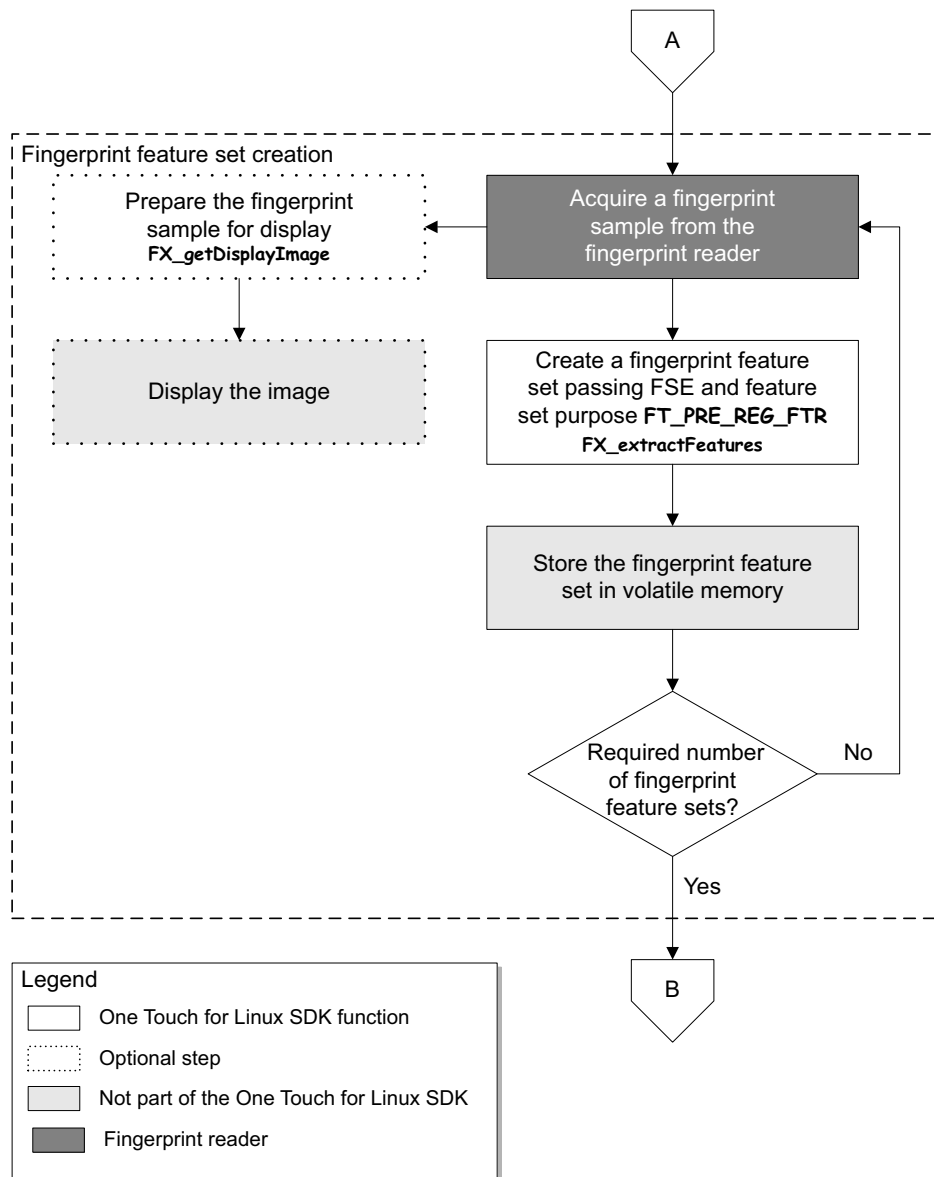 A
Fingerprint feature set creation
Prepare the fingerprint
sample for display
FX_getDisplayImage
Acquire a fingerprint
sample from the
fingerprint reader
Display the image
Create a fingerprint feature
set passing FSE and feature
set purpose FT_PRE_REG_FTR
FX_extractFeatures
Store the fingerprint feature
set in volatile memory
Required number
of fingerprint
feature sets?
No
Yes
B
Legend
One Touch for Linux SDK function
Optional step
Not part of the One Touch for Linux SDK
Fingerprint reader